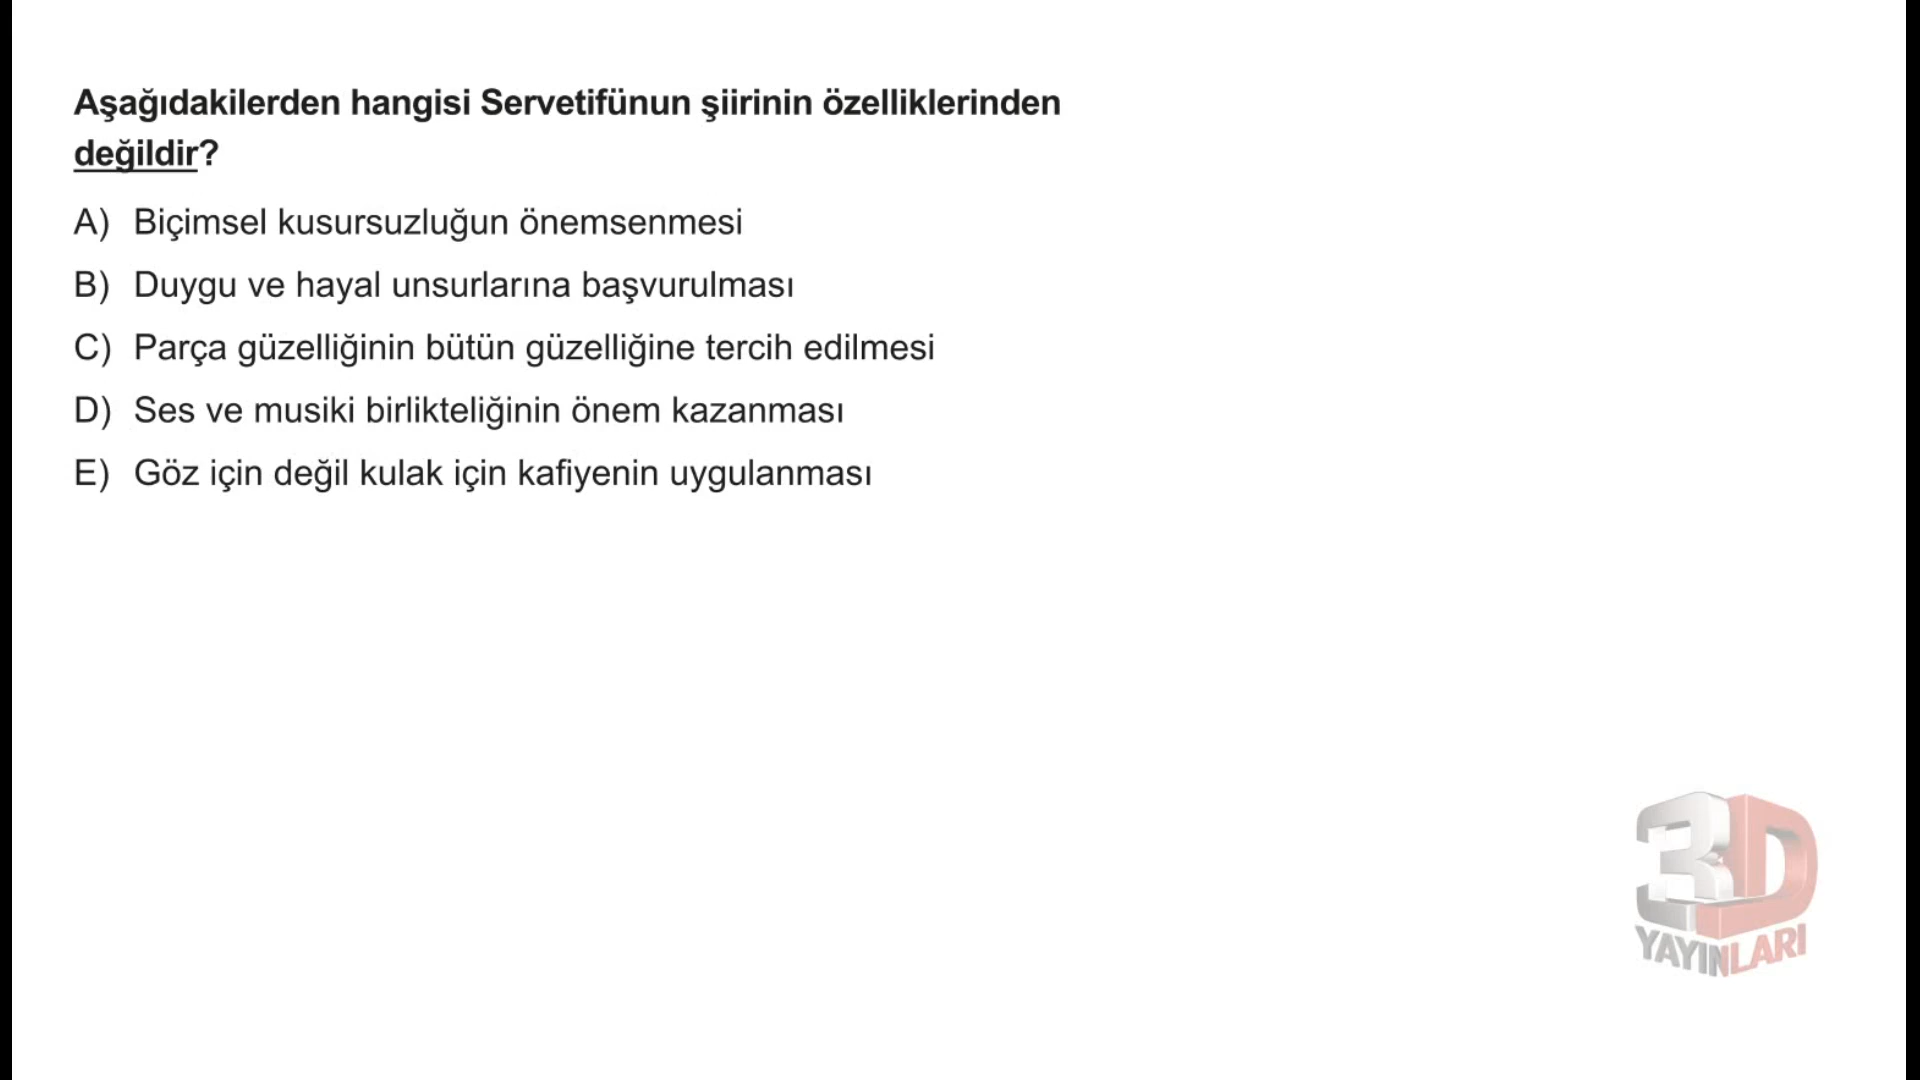 Aşağıdakilerden hangisi Servetifünun şiirinin özelliklerinden
değildir?
A) Biçimsel kusursuzluğun önemsenmesi
B) Duygu ve hayal unsurlarına başvurulması
C) Parça güzelliğinin bütün güzelliğine tercih edilmesi
D) Ses ve musiki birlikteliğinin önem kazanması
E) Göz için değil kulak için kafiyenin uygulanması
3D
YAYINLARI